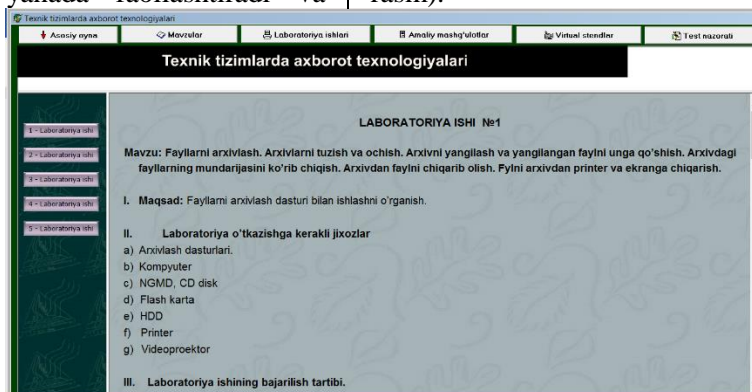 yanada faollashtiradi va
rasm).
Texnik tizimlarda axborot texnologiyalari
Asosiy oyna
Mavzular
Laboratoriya ishlari
Amaliy mashg'ulotlar
Virtual stendlar
Test nazorati
Texnik tizimlarda axborot texnologiyalari
1 - Laboratoriya ishi
2 - Laboratoriya ishi
3 - Laboratoriya ishi
4 - Laboratoriya ishi
5 - Laboratoriya ishi
LABORATORIYA ISHI №1
Mavzu: Fayllarni arxivlash. Arxivlarni tuzish va ochish. Arxivni yangilash va yangilangan faylni unga qo'shish. Arxivdagi
fayllarning mundarijasini ko'rib chiqish. Arxivdan faylni chiqarib olish. Fylni arxivdan printer va ekranga chiqarish.
I. Maqsad: Fayllarni arxivlash dasturi bilan ishlashni o'rganish.
II. Laboratoriya o'tkazishga kerakli jixozlar
a) Arxivlash dasturlari.
b) Kompyuter
c) NGMD, CD disk
d) Flash karta
e) HDD
f) Printer
g) Videoproektor
III. Laboratoriya ishining bajarilish tartibi.